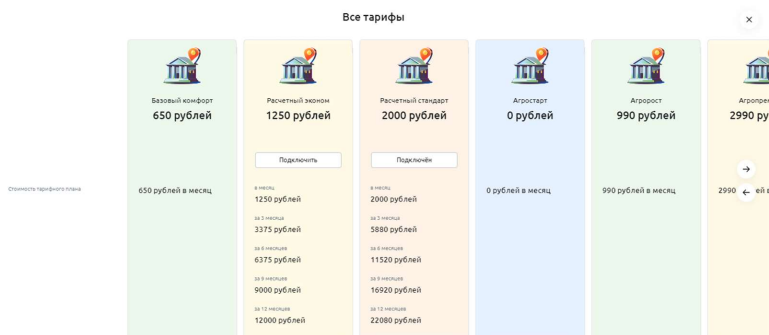 Все тарифы
Базовый комфорт
650 рублей
Расчетный эконом
1250 рублей
Подключить
Расчетный стандарт
2000 рублей
Подключён
Агростарт
0 рублей
Агророст
990 рублей
Агропрем
2990 ру
Стоимость тарифного плана
650 рублей в месяц
в месяц
1250 рублей
за 3 месяца
3375 рублей
за 6 месяцев
6375 рублей
за 9 месяцев
9000 рублей
за 12 месяцев
12000 рублей
в месяц
2000 рублей
за 3 месяца
5880 рублей
за 6 месяцев
11520 рублей
за 9 месяцев
16920 рублей
за 12 месяцев
22080 рублей
0 рублей в месяц
990 рублей в месяц
2990